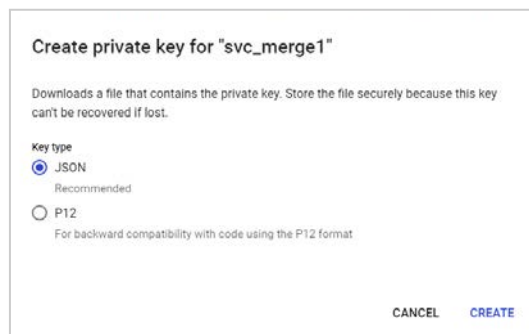 Create private key for "svc_merge1"
Downloads a file that contains the private key. Store the file securely because this key
can't be recovered if lost.
Key type
JSON
Recommended
P12
For backward compatibility with code using the P12 format
CANCEL CREATE